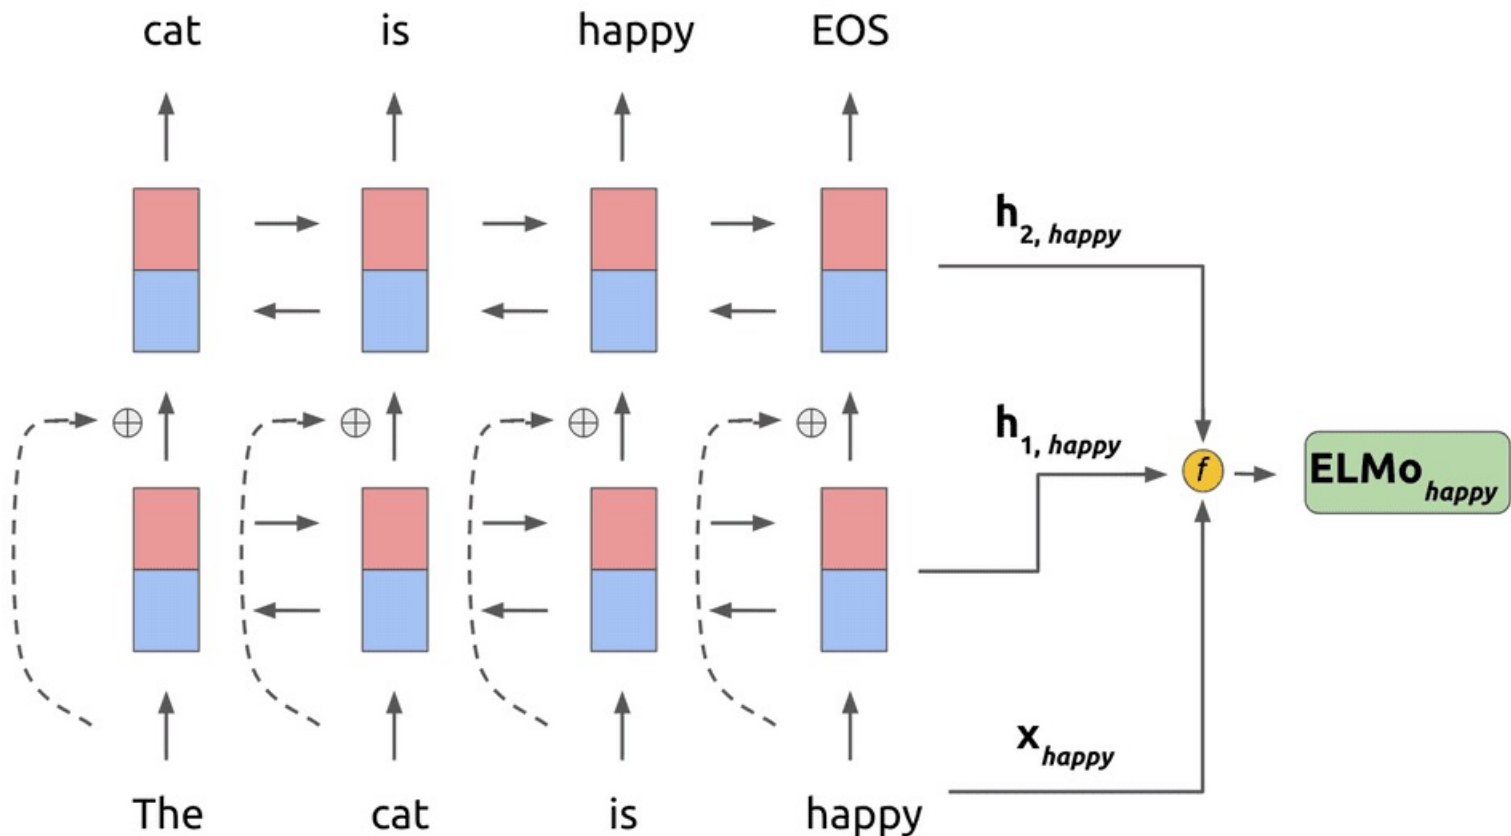 cat is happy EOS
h2, happy
h1, happy
f
ELMohappy
xhappy
The cat is happy